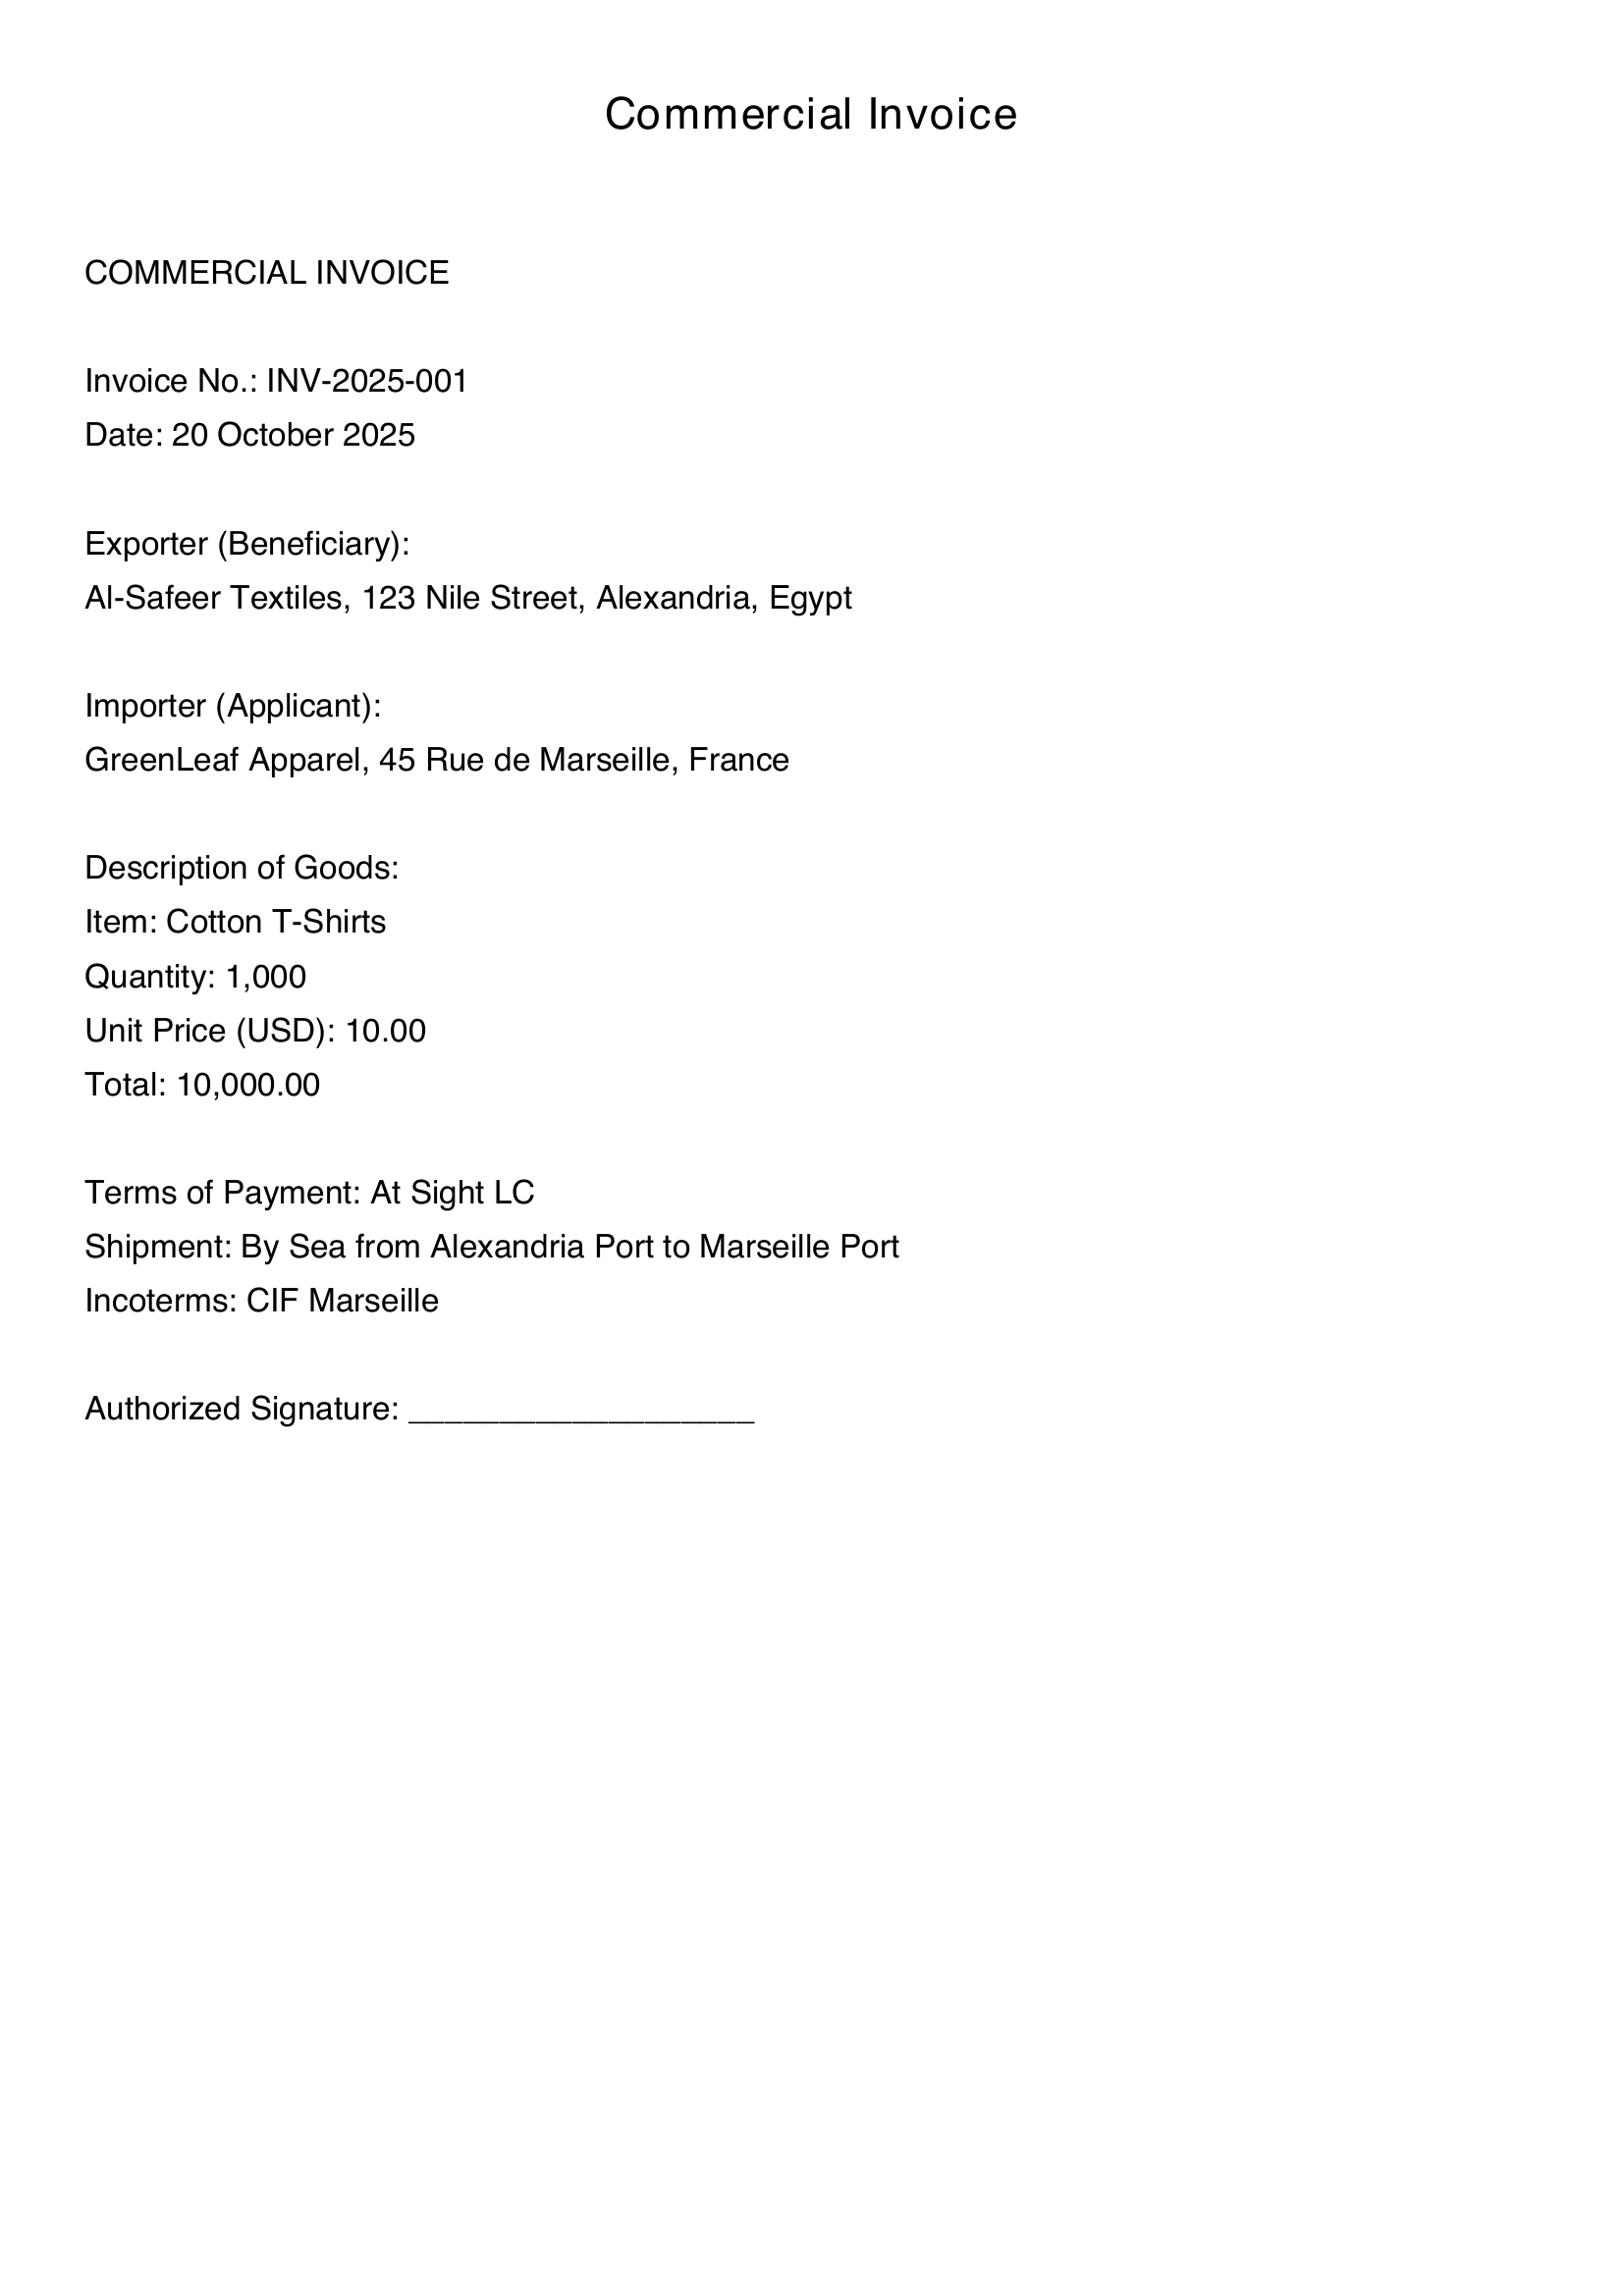 Commercial Invoice
COMMERCIAL INVOICE
Invoice No.: INV-2025-001
Date: 20 October 2025
Exporter (Beneficiary):
Al-Safeer Textiles, 123 Nile Street, Alexandria, Egypt
Importer (Applicant):
GreenLeaf Apparel, 45 Rue de Marseille, France
Description of Goods:
Item: Cotton T-Shirts
Quantity: 1,000
Unit Price (USD): 10.00
Total: 10,000.00
Terms of Payment: At Sight LC
Shipment: By Sea from Alexandria Port to Marseille Port
Incoterms: CIF Marseille
Authorized Signature: ___________________